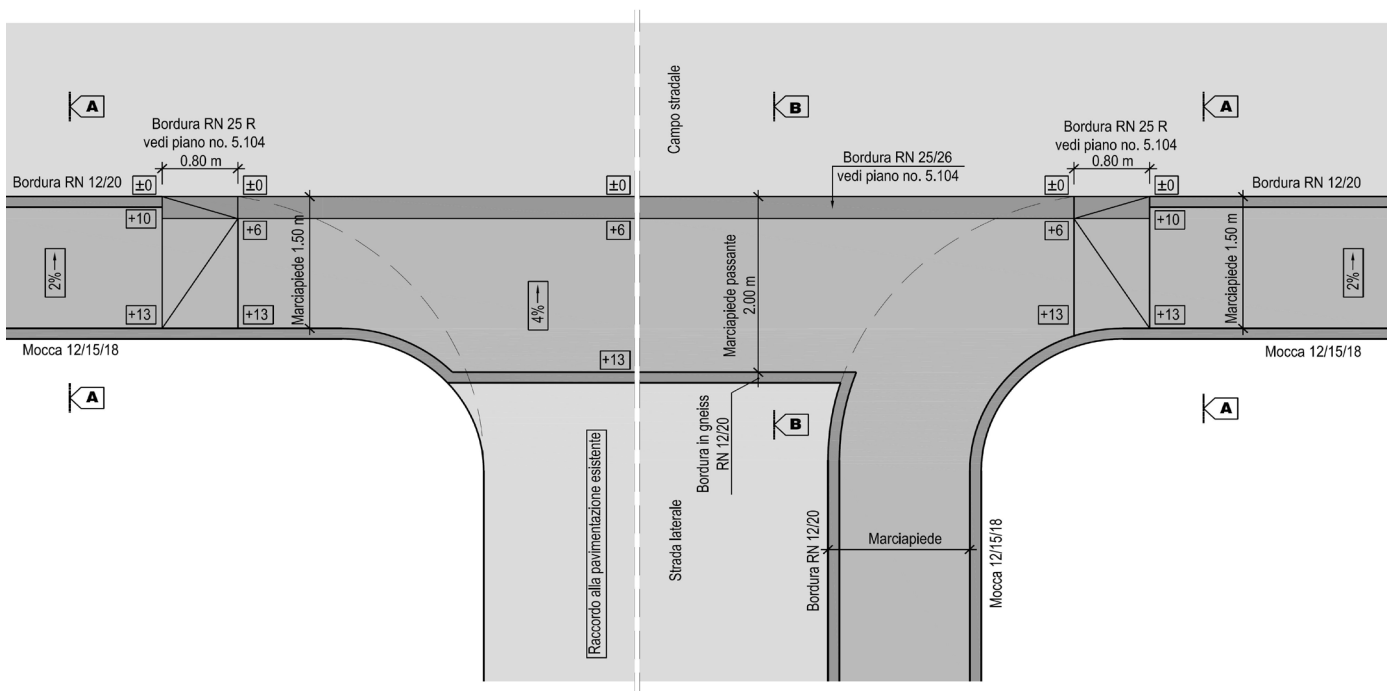 A
B
A
Campo stradale
Bordura RN 25 R
vedi piano no. 5.104
0.80 m
Bordura RN 25 R
vedi piano no. 5.104
0.80 m
Bordura RN 25/26
vedi piano no. 5.104
Bordura RN 12/20
±0
±0
±0
±0
±0
Bordura RN 12/20
+10
+6
+6
+6
+10
2%
Marciapiede 1.50 m
4%
Marciapiede passante
2.00 m
Marciapiede 1.50 m
2%
+13
+13
+13
+13
+13
Mocca 12/15/18
Mocca 12/15/18
A
B
A
Bordura in gneiss
RN 12/20
Raccordo alla pavimentazione esistente
Strada laterale
Bordura RN 12/20
Marciapiede
Mocca 12/15/18